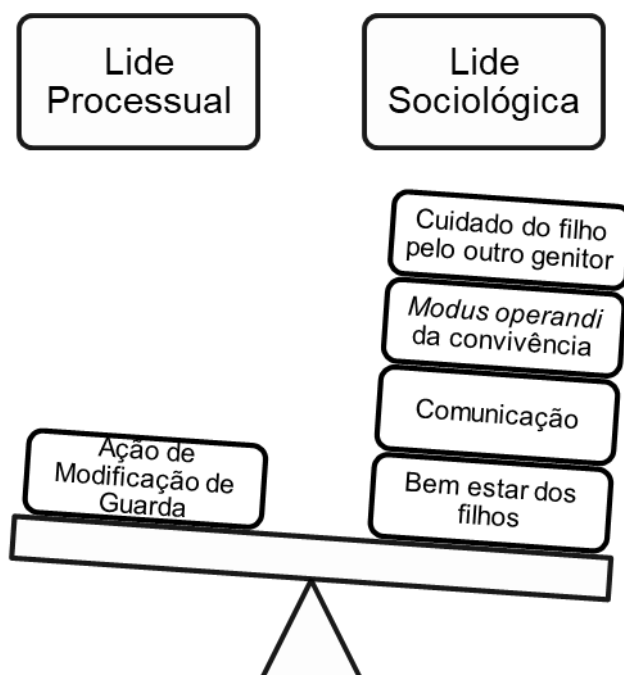 Lide
Processual
Lide
Sociológica
Cuidado do filho
pelo outro genitor
Modus operandi
da convivência
Comunicação
Bem estar dos
filhos
Ação de
Modificação de
Guarda